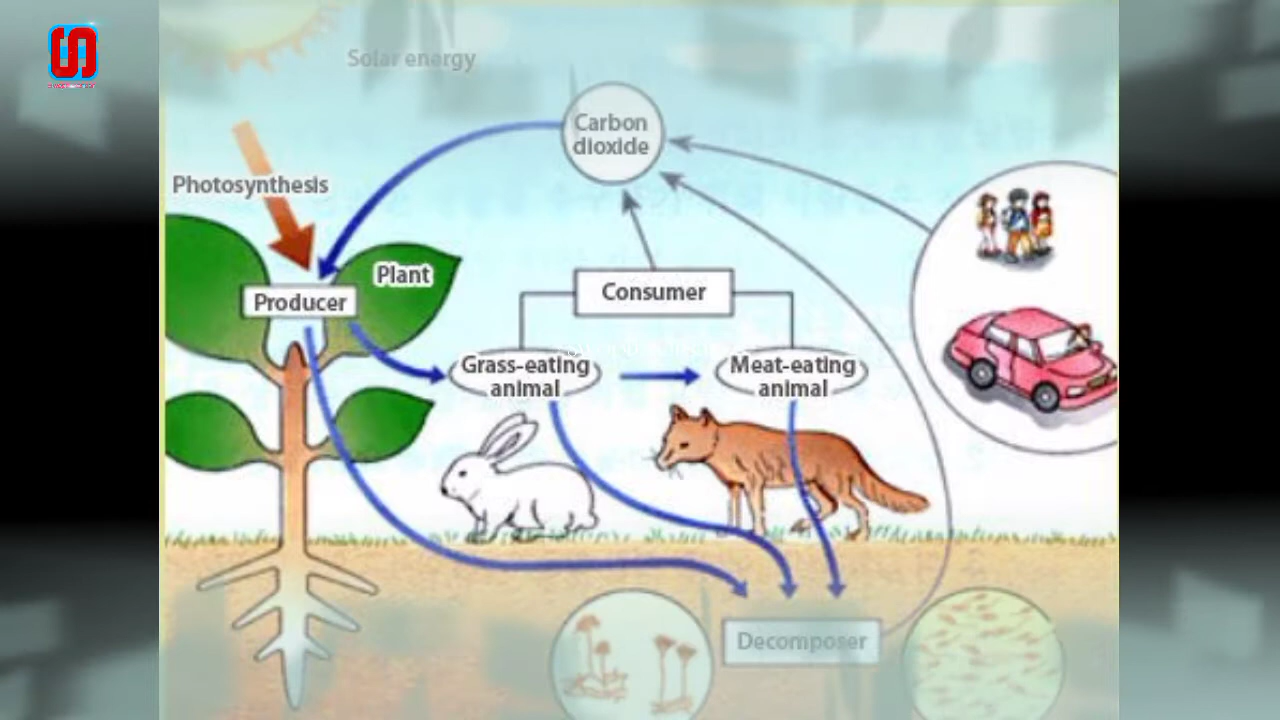 Solar energy
Carbon
dioxide
Photosynthesis
Plant
Producer
Consumer
Grass-eating
animal
Meat-eating
animal
Decomposer